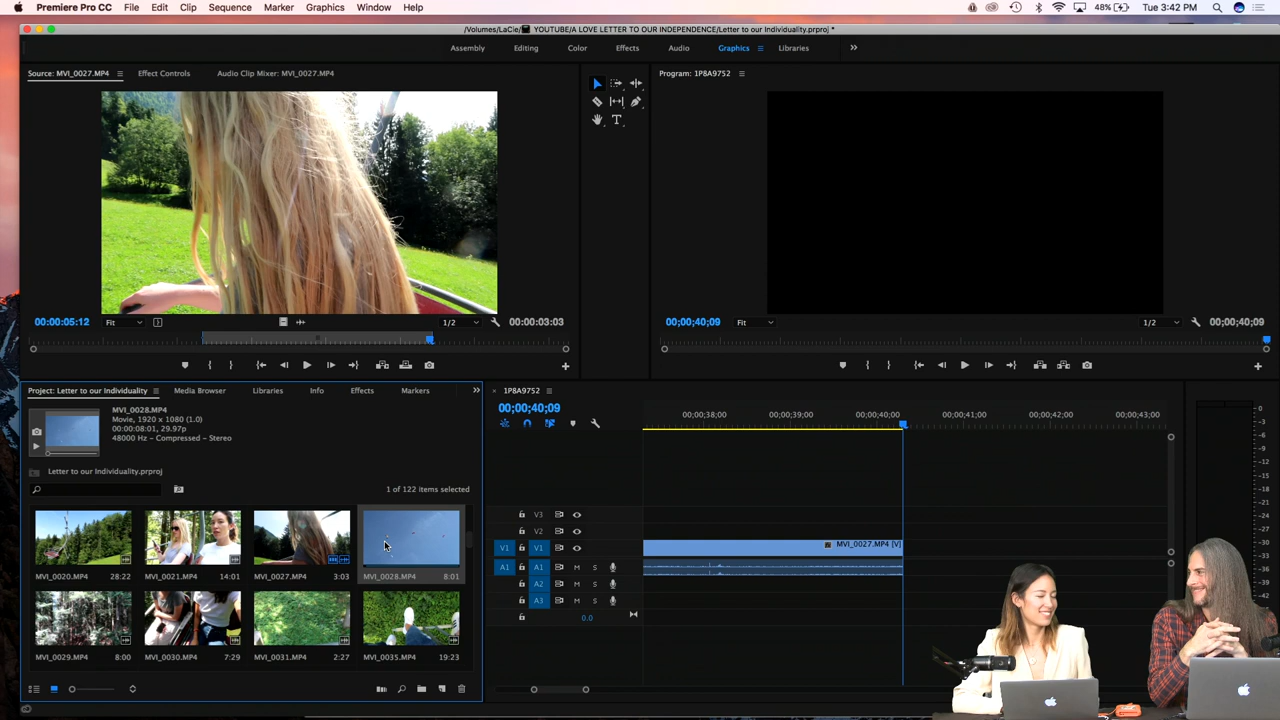 Premiere Pro CC File Edit Clip Sequence Marker Graphics Window Help 48% Tue 3:42 PM
/Volumes/LaCie/ YOUTUBE/A LOVE LETTER TO OUR INDEPENDENCE/Letter to our Individuality.prproj *
Assembly Editing Color Effects Audio Graphics Libraries
Source: MVI_0027.MP4 Effect Controls Audio Clip Mixer: MVI_0027.MP4
Program: 1P8A9752
00:00:05:12 Fit 1/2 00:00:03:03
00;00;40;09 Fit 1/2 00;00;40;09
Project: Letter to our Individuality Media Browser Libraries Info Effects Markers
MVI_0028.MP4
Movie, 1920 x 1080 (1.0)
00:00:08:01, 29.97p
48000 Hz - Compressed - Stereo
Letter to our Individuality.prproj
1 of 122 items selected
MVI_0020.MP4 28:22 MVI_0021.MP4 14:01 MVI_0027.MP4 3:03 MVI_0028.MP4 8:01
MVI_0029.MP4 8:00 MVI_0030.MP4 7:29 MVI_0031.MP4 2:27 MVI_0035.MP4 19:23
1P8A9752
00;00;40;09
00;00;38;00 00;00;39;00 00;00;40;00 00;00;41;00 00;00;42;00 00;00;43;00
V3
V2
V1 V1 MVI_0027.MP4 [V]
A1 A1 M S
A2 M S
A3 M S
0.0
0
-6
-12
-18
-24
-30
-36
-42